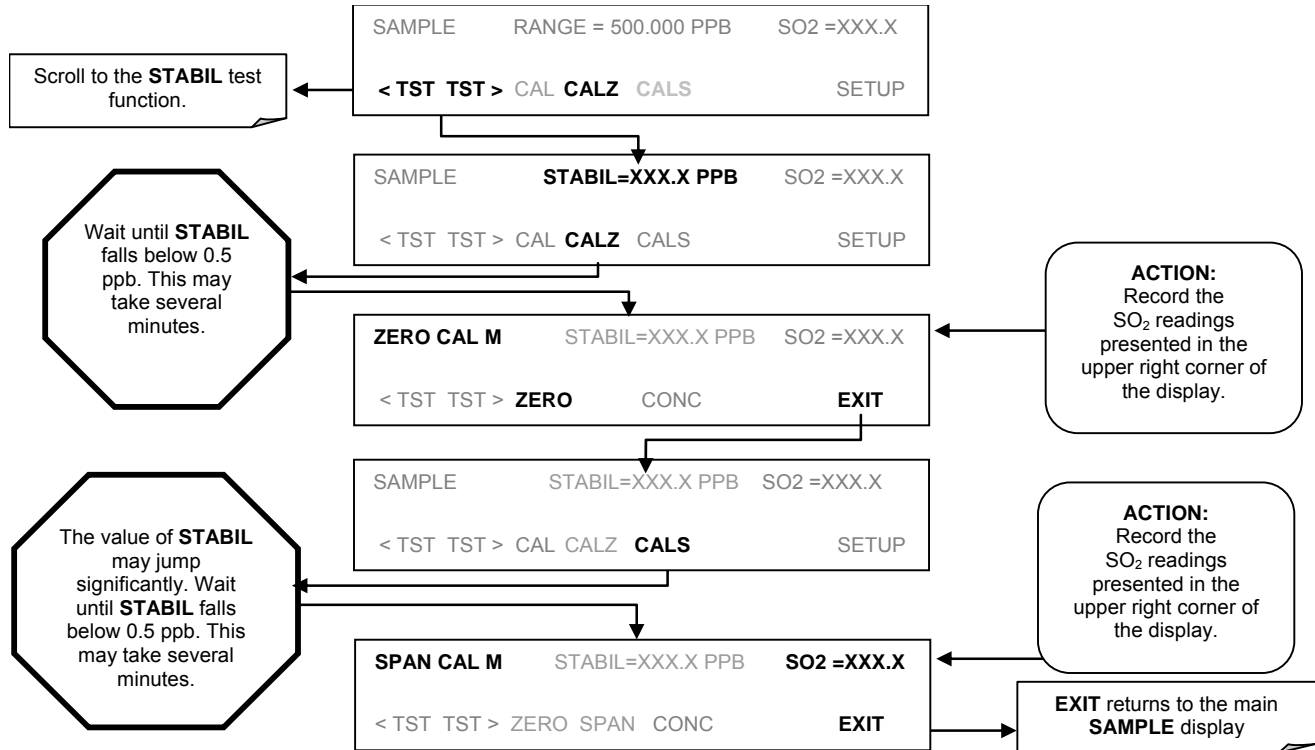 SAMPLE RANGE = 500.000 PPB SO2 =XXX.X
< TST TST > CAL CALZ CALS SETUP
Scroll to the STABIL test
function.
SAMPLE STABIL=XXX.X PPB SO2 =XXX.X
< TST TST > CAL CALZ CALS SETUP
Wait until STABIL
falls below 0.5
ppb. This may
take several
minutes.
ZERO CAL M STABIL=XXX.X PPB SO2 =XXX.X
< TST TST > ZERO CONC EXIT
ACTION:
Record the
SO₂ readings
presented in the
upper right corner of
the display.
SAMPLE STABIL=XXX.X PPB SO2 =XXX.X
< TST TST > CAL CALZ CALS SETUP
The value of STABIL
may jump
significantly. Wait
until STABIL falls
below 0.5 ppb. This
may take several
minutes.
SPAN CAL M STABIL=XXX.X PPB SO2 =XXX.X
< TST TST > ZERO SPAN CONC EXIT
ACTION:
Record the
SO₂ readings
presented in the
upper right corner of
the display.
EXIT returns to the main
SAMPLE display